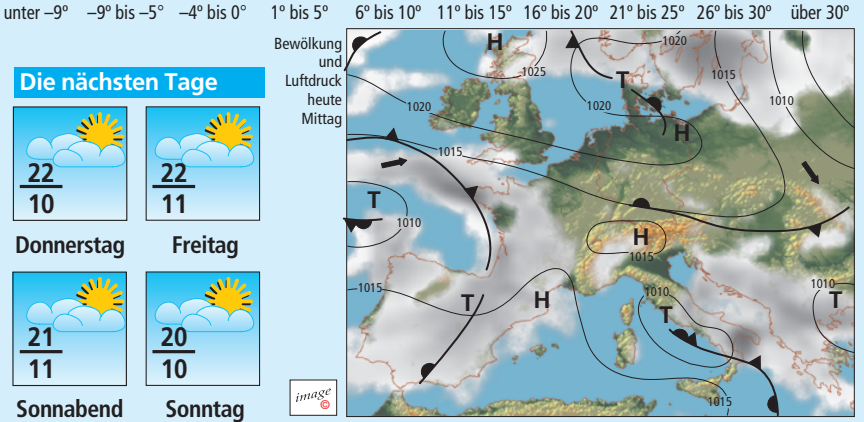 unter –9° –9° bis –5° –4° bis 0° 1° bis 5° 6° bis 10° 11° bis 15° 16° bis 20° 21° bis 25° 26° bis 30° über 30°
Die nächsten Tage
22
10
Donnerstag
22
11
Freitag
21
11
Sonnabend
20
10
Sonntag
image
©
Bewölkung
und
Luftdruck
heute
Mittag
H
1025
1020
1015
1010
T
1020
1020
H
1015
T
1010
H
1015
1015
T
H
1010
T
1010
T
1015